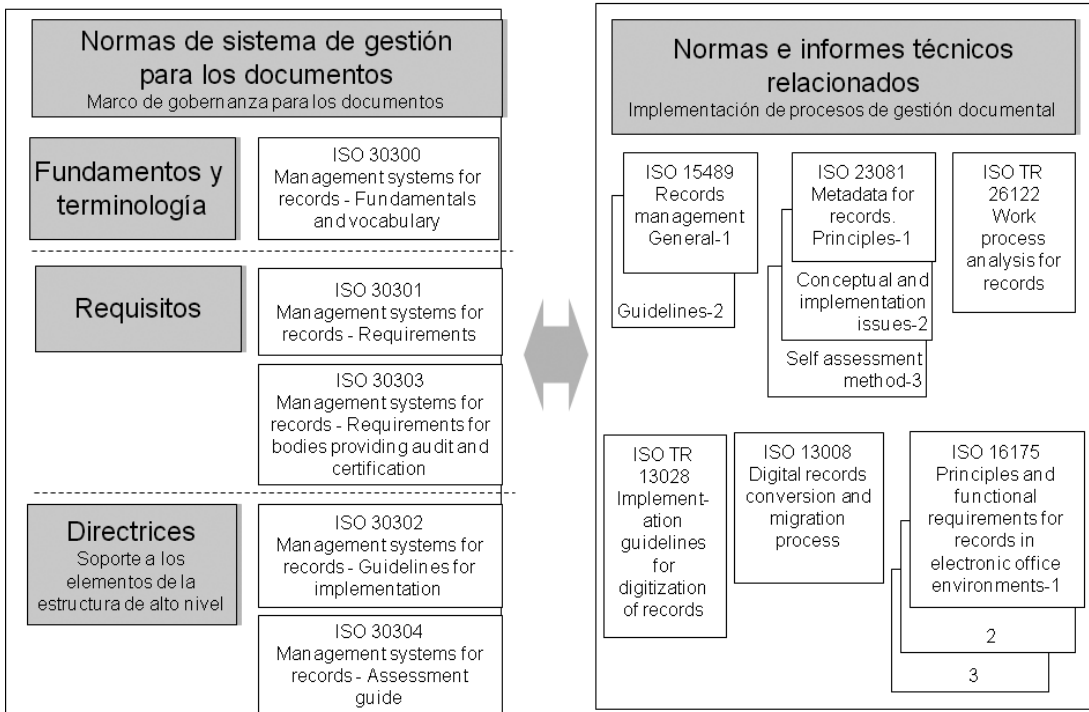 Normas de sistema de gestión
para los documentos
Marco de gobernanza para los documentos
Fundamentos y
terminología
ISO 30300
Management systems for
records - Fundamentals
and vocabulary
Requisitos
ISO 30301
Management systems for
records - Requirements
ISO 30303
Management systems for
records - Requirements for
bodies providing audit and
certification
Directrices
Soporte a los
elementos de la
estructura de alto nivel
ISO 30302
Management systems for
records - Guidelines for
implementation
ISO 30304
Management systems for
records - Assessment
guide
Normas e informes técnicos
relacionados
Implementación de procesos de gestión documental
ISO 15489
Records
management
General-1
Guidelines-2
ISO 23081
Metadata for
records.
Principles-1
Conceptual and
implementation
issues-2
Self assessment
method-3
ISO TR
26122
Work
process
analysis for
records
ISO TR
13028
Implement-
ation
guidelines
for
digitization
of records
ISO 13008
Digital records
conversion and
migration
process
ISO 16175
Principles and
functional
requirements for
records in
electronic office
environments-1
2
3